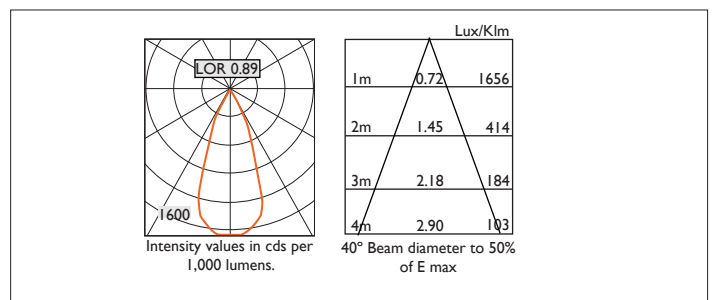 LOR 0.89
1600
Intensity values in cds per
1,000 lumens.
Lux/Klm
1m 0.72 1656
2m 1.45 414
3m 2.18 184
4m 2.90 103
40º Beam diameter to 50%
of E max